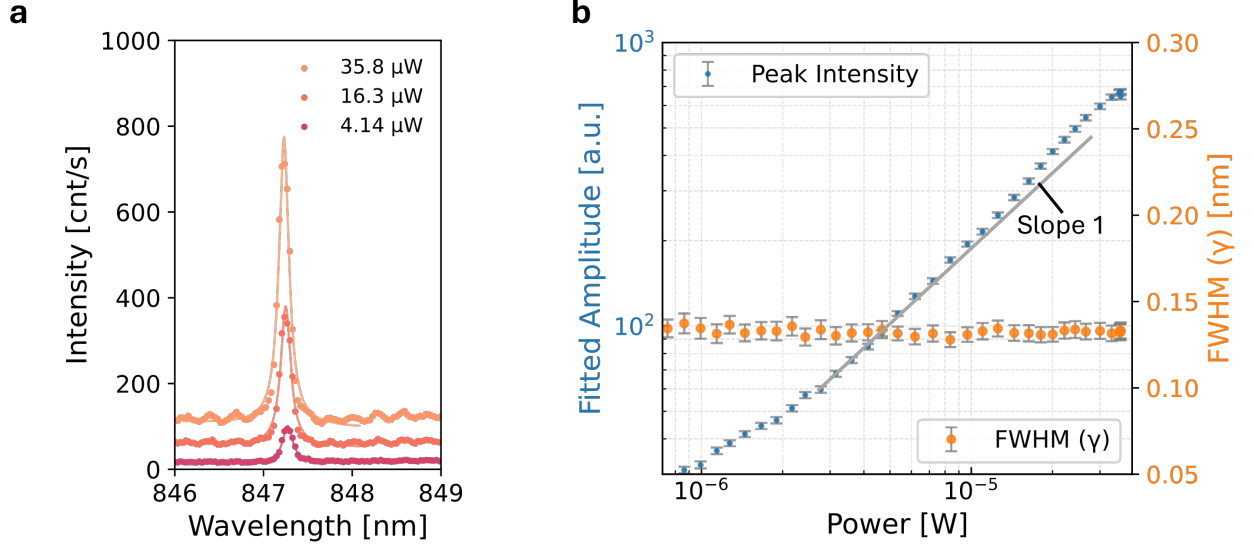 a
1000
800
600
400
200
0
Intensity [cnt/s]
35.8 µW
16.3 µW
4.14 µW
846
847
848
849
Wavelength [nm]
b
10³
10²
Fitted Amplitude [a.u.]
Peak Intensity
Slope 1
FWHM (γ)
0.30
0.25
0.20
0.15
0.10
0.05
FWHM (γ) [nm]
10⁻⁶
10⁻⁵
Power [W]